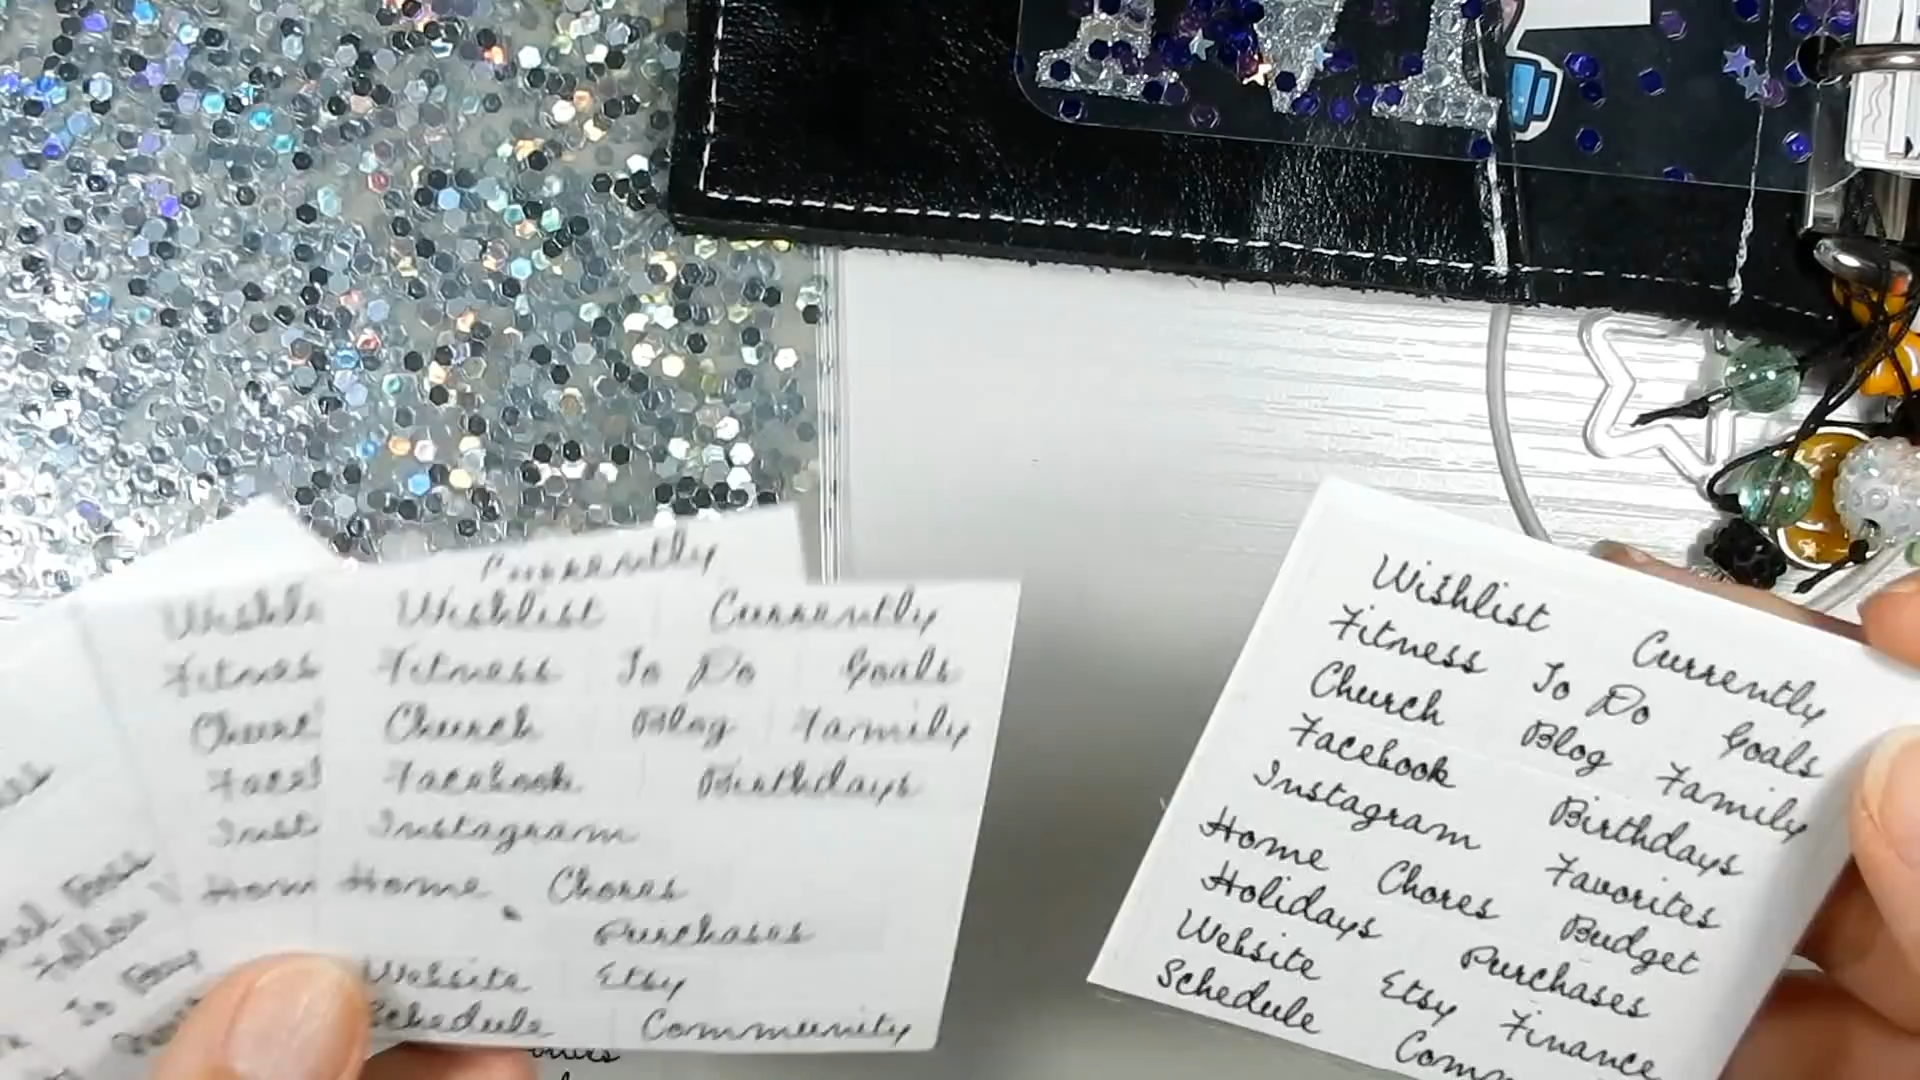 Currently
Wishlist Currently
Fitness To Do Goals
Church Blog Family
Facebook Birthdays
Instagram
Home Chores
Purchases
Website Etsy
Schedule Community
To Buy
Wishlist Currently
Fitness To Do Goals
Church Blog Family
Facebook Birthdays
Instagram Favorites
Home Chores Budget
Holidays Purchases
Website Etsy Finance
Schedule